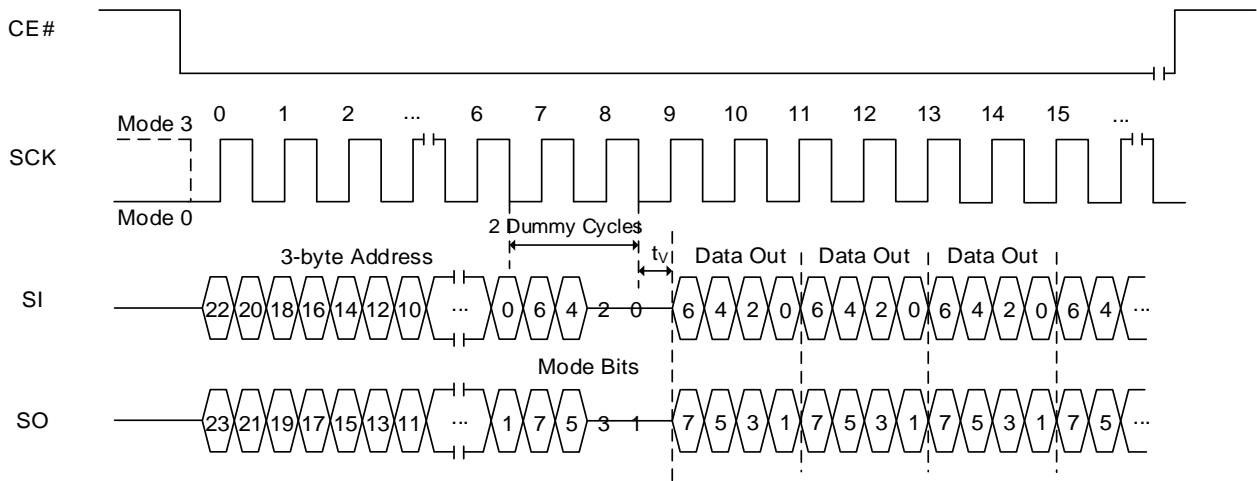 CE#
0 1 2 ... 6 7 8 9 10 11 12 13 14 15 ...
Mode 3
SCK
Mode 0
2 Dummy Cycles
3-byte Address tV Data Out Data Out Data Out
SI 22 20 18 16 14 12 10 ... 0 6 4 2 0 6 4 2 0 6 4 2 0 6 4 2 0 6 4 ...
Mode Bits
SO 23 21 19 17 15 13 11 ... 1 7 5 3 1 7 5 3 1 7 5 3 1 7 5 3 1 7 5 ...